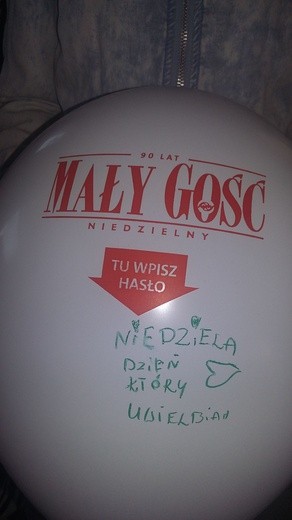 90 LAT
MAŁY GOŚĆ
NIEDZIELNY
TU WPISZ
HASŁO
NiEDZiELA
DZIEŃ
KTÓRY
UWIELBIAM